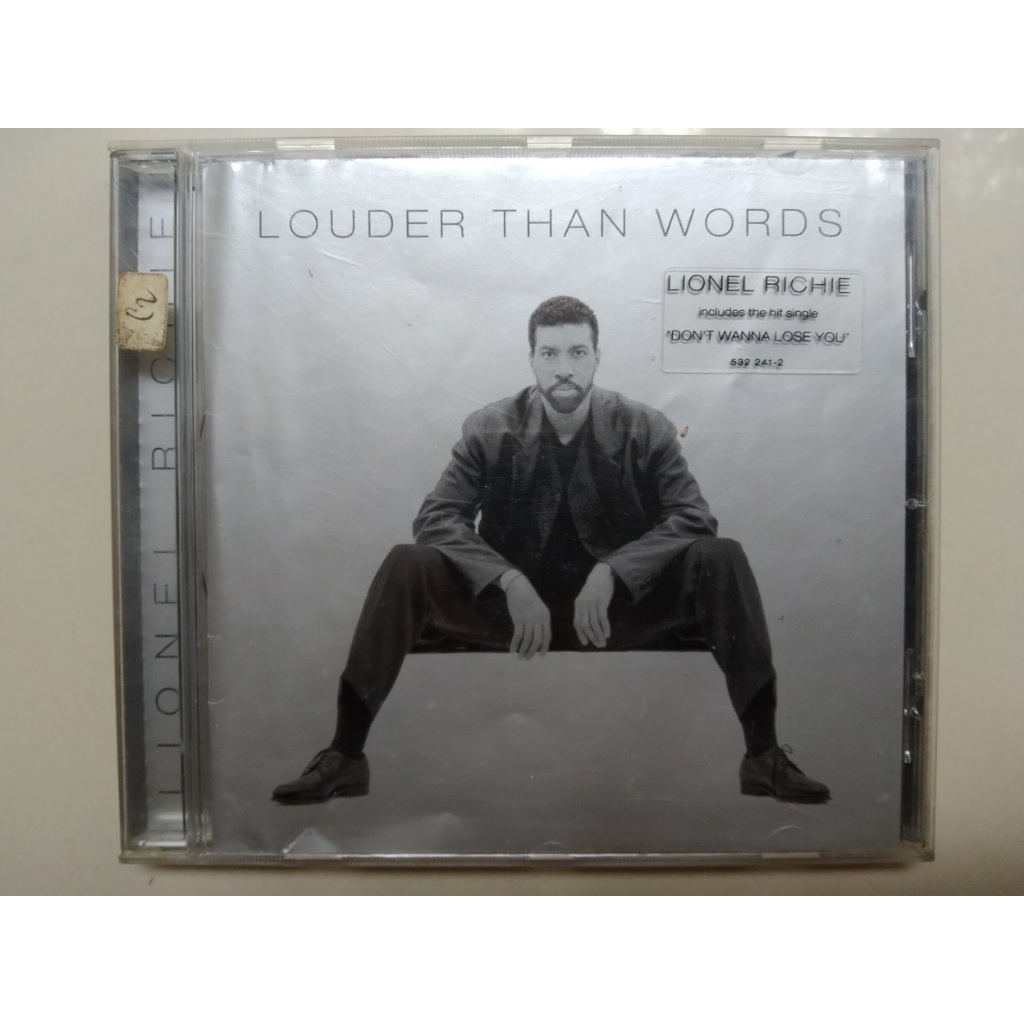 LOUDER THAN WORDS
LIONEL RICHIE
includes the hit single
"DON'T WANNA LOSE YOU"
532 241-2
LIONEL RICHIE